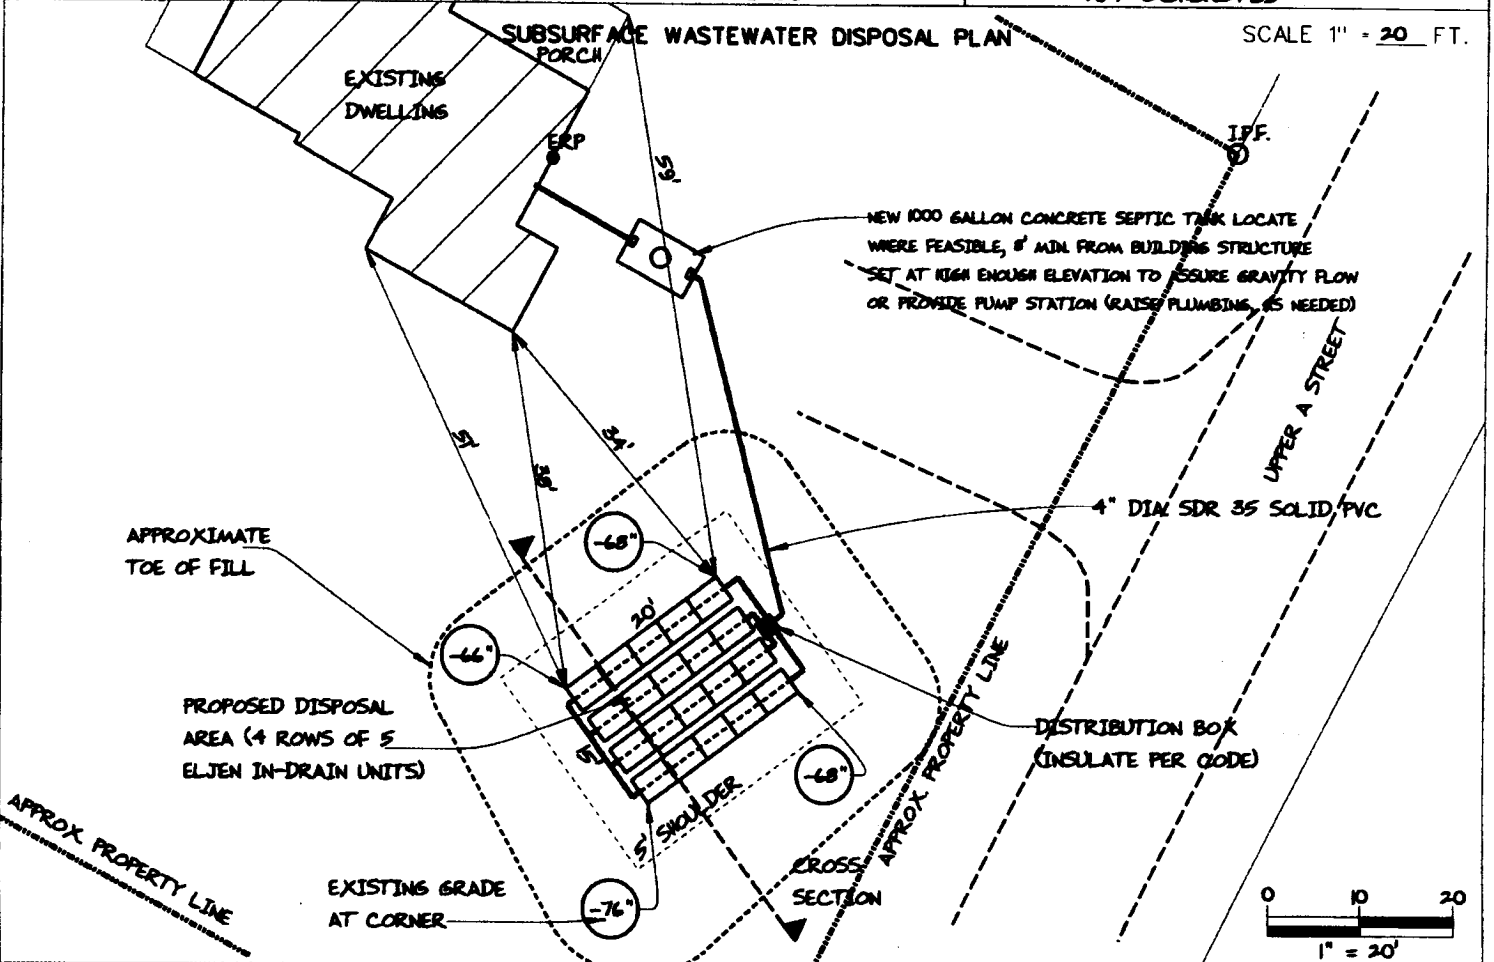 SUBSURFACE WASTEWATER DISPOSAL PLAN
SCALE 1" = 20 FT.
PORCH
EXISTING
DWELLING
ERP
59'
I.P.F.
NEW 1000 GALLON CONCRETE SEPTIC TANK LOCATE
WHERE FEASIBLE, 8' MIN. FROM BUILDING STRUCTURE
SET AT HIGH ENOUGH ELEVATION TO ASSURE GRAVITY FLOW
OR PROVIDE PUMP STATION (RAISE PLUMBING, AS NEEDED)
UPPER A STREET
51'
34'
38'
4" DIA. SDR 35 SOLID PVC
APPROXIMATE
TOE OF FILL
-68"
20'
-66"
PROPOSED DISPOSAL
AREA (4 ROWS OF 5
ELJEN IN-DRAIN UNITS)
15'
DISTRIBUTION BOX
(INSULATE PER CODE)
-68"
5' SHOULDER
APPROX. PROPERTY LINE
APPROX. PROPERTY LINE
CROSS
SECTION
EXISTING GRADE
AT CORNER
-76"
0 10 20
1" = 20'